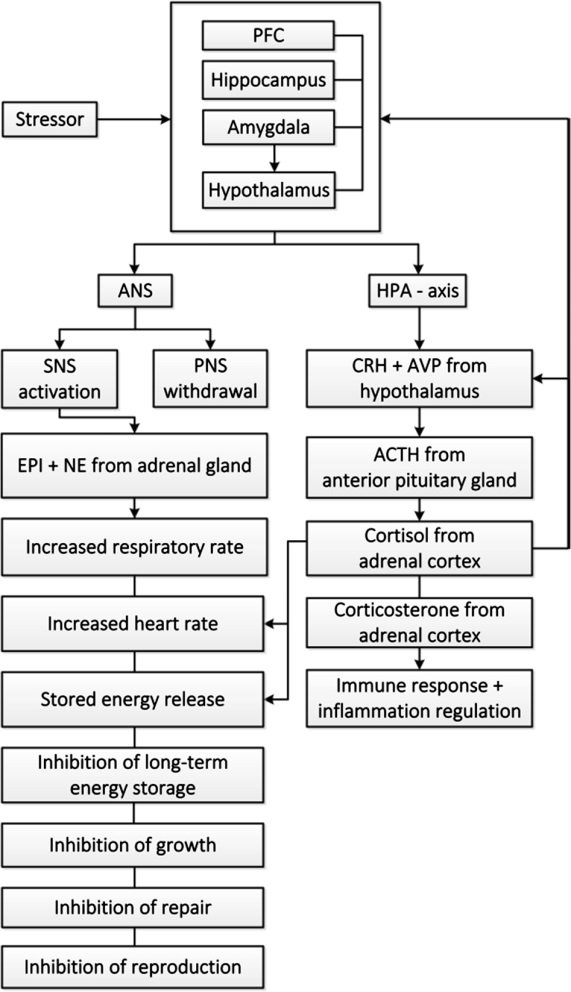 PFC
Hippocampus
Stressor
Amygdala
Hypothalamus
ANS
HPA - axis
SNS
activation
PNS
withdrawal
CRH + AVP from
hypothalamus
EPI + NE from adrenal gland
ACTH from
anterior pituitary gland
Increased respiratory rate
Cortisol from
adrenal cortex
Increased heart rate
Corticosterone from
adrenal cortex
Stored energy release
Immune response +
inflammation regulation
Inhibition of long-term
energy storage
Inhibition of growth
Inhibition of repair
Inhibition of reproduction